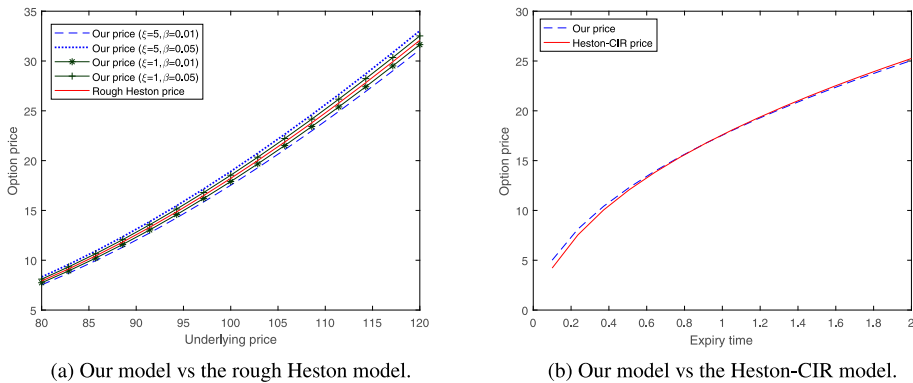 Our price (ξ=5,β=0.01)
Our price (ξ=5,β=0.05)
Our price (ξ=1,β=0.01)
Our price (ξ=1,β=0.05)
Rough Heston price
Option price
35
30
25
20
15
10
5
80
85
90
95
100
105
110
115
120
Underlying price
(a) Our model vs the rough Heston model.
Our price
Heston-CIR price
Option price
30
25
20
15
10
5
0
0
0.2
0.4
0.6
0.8
1
1.2
1.4
1.6
1.8
2
Expiry time
(b) Our model vs the Heston-CIR model.